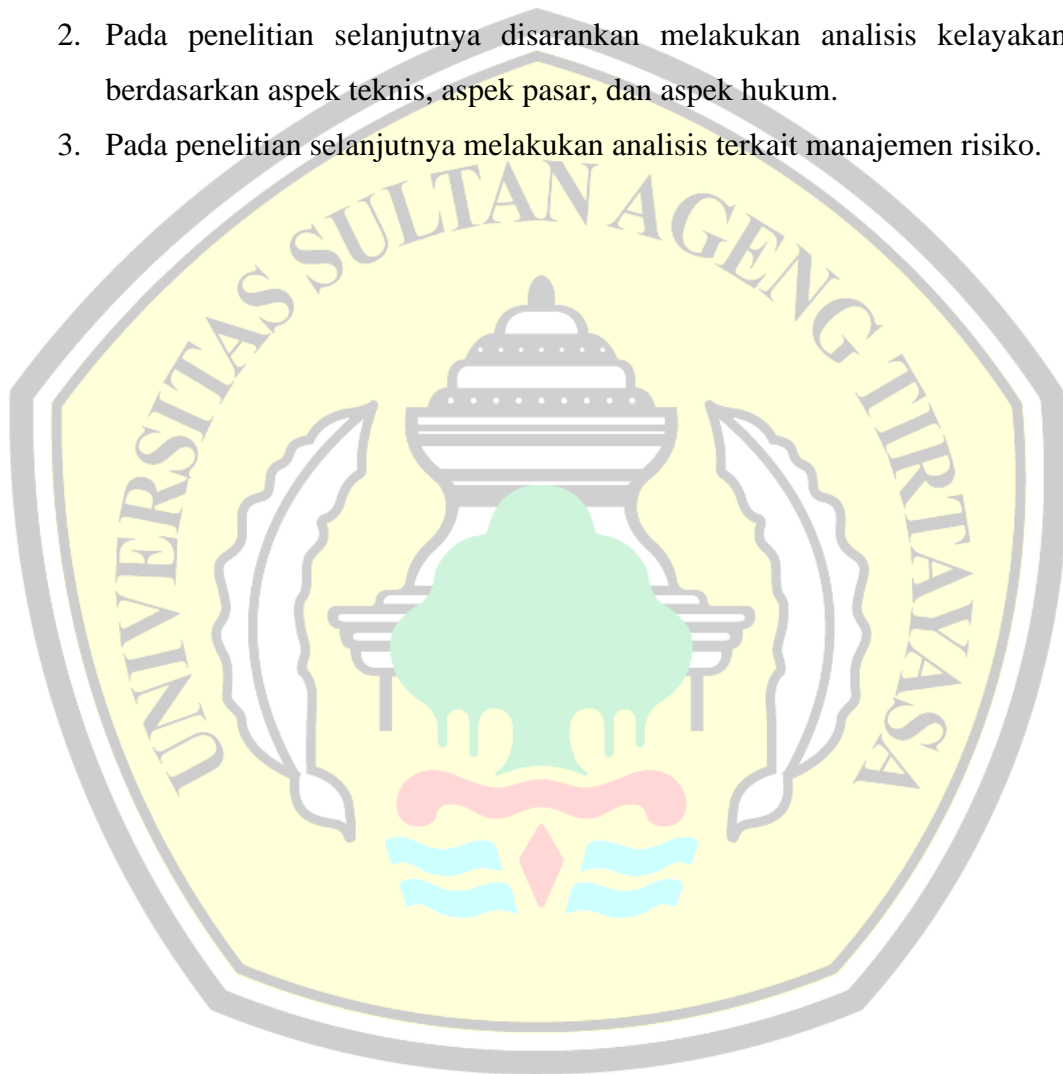 2. Pada penelitian selanjutnya disarankan melakukan analisis kelayakan
berdasarkan aspek teknis, aspek pasar, dan aspek hukum.
3. Pada penelitian selanjutnya melakukan analisis terkait manajemen risiko.
UNIVERSITAS SULTAN AGENG TIRTAYASA